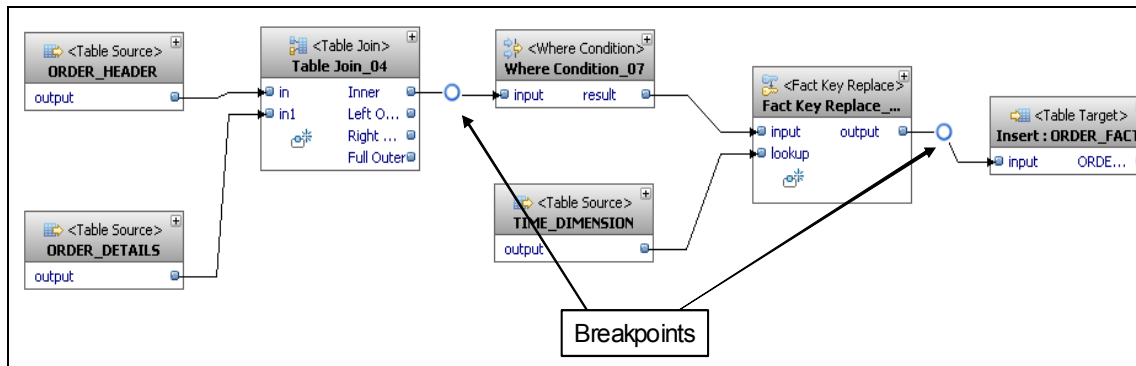 <Table Source>
ORDER_HEADER
output
<Table Join>
Table Join_04
in
Inner
in1
Left O...
Right ...
Full Outer
<Where Condition>
Where Condition_07
input
result
<Fact Key Replace>
Fact Key Replace_...
input
output
lookup
<Table Target>
Insert : ORDER_FACT
input
ORDE...
<Table Source>
ORDER_DETAILS
output
<Table Source>
TIME_DIMENSION
output
Breakpoints